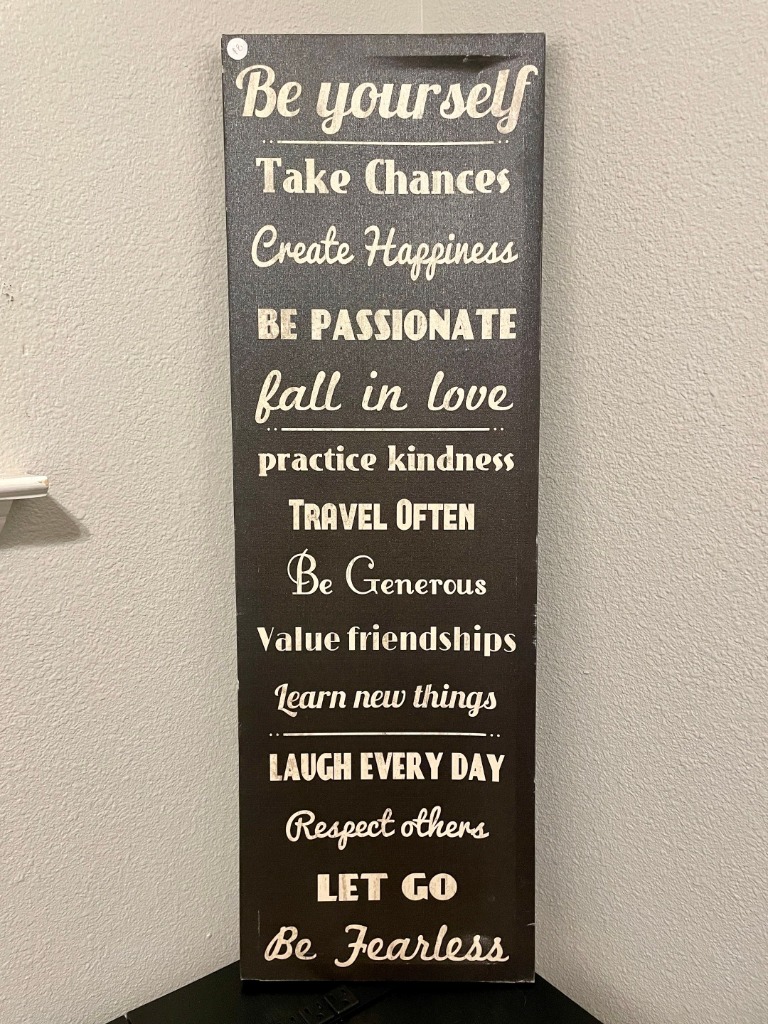 Be yourself
Take Chances
Create Happiness
BE PASSIONATE
fall in love
practice kindness
TRAVEL OFTEN
Be Generous
Value friendships
Learn new things
LAUGH EVERY DAY
Respect others
LET GO
Be Fearless